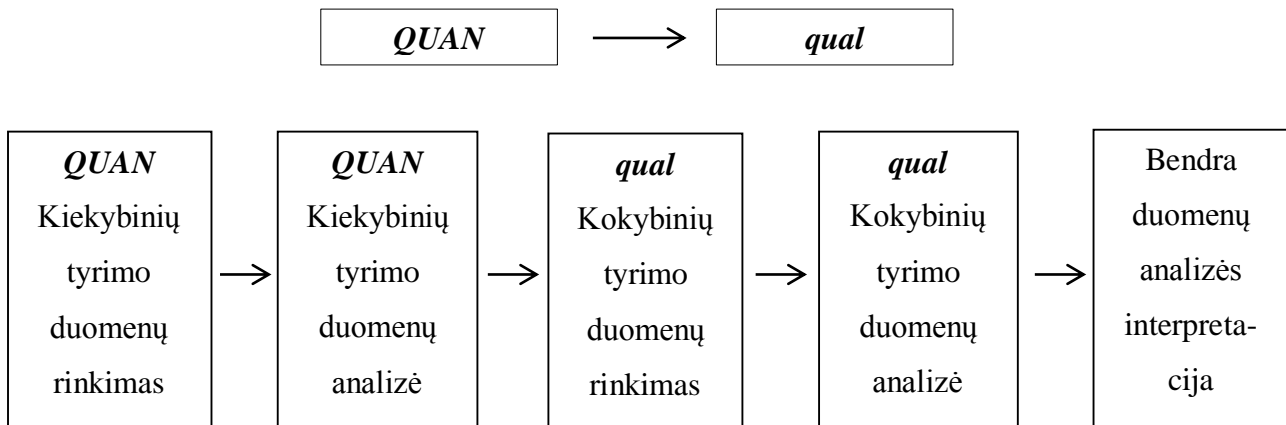 QUAN
qual
QUAN
Kiekybinių
tyrimo
duomenų
rinkimas
QUAN
Kiekybinių
tyrimo
duomenų
analizė
qual
Kokybinių
tyrimo
duomenų
rinkimas
qual
Kokybinių
tyrimo
duomenų
analizė
Bendra
duomenų
analizės
interpreta-
cija